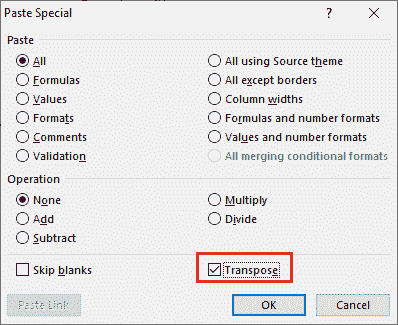 Paste Special ? ×
Paste
All
All using Source theme
Formulas
All except borders
Values
Column widths
Formats
Formulas and number formats
Comments
Values and number formats
Validation
All merging conditional formats
Operation
None
Multiply
Add
Divide
Subtract
Skip blanks
Transpose
Paste Link
OK
Cancel